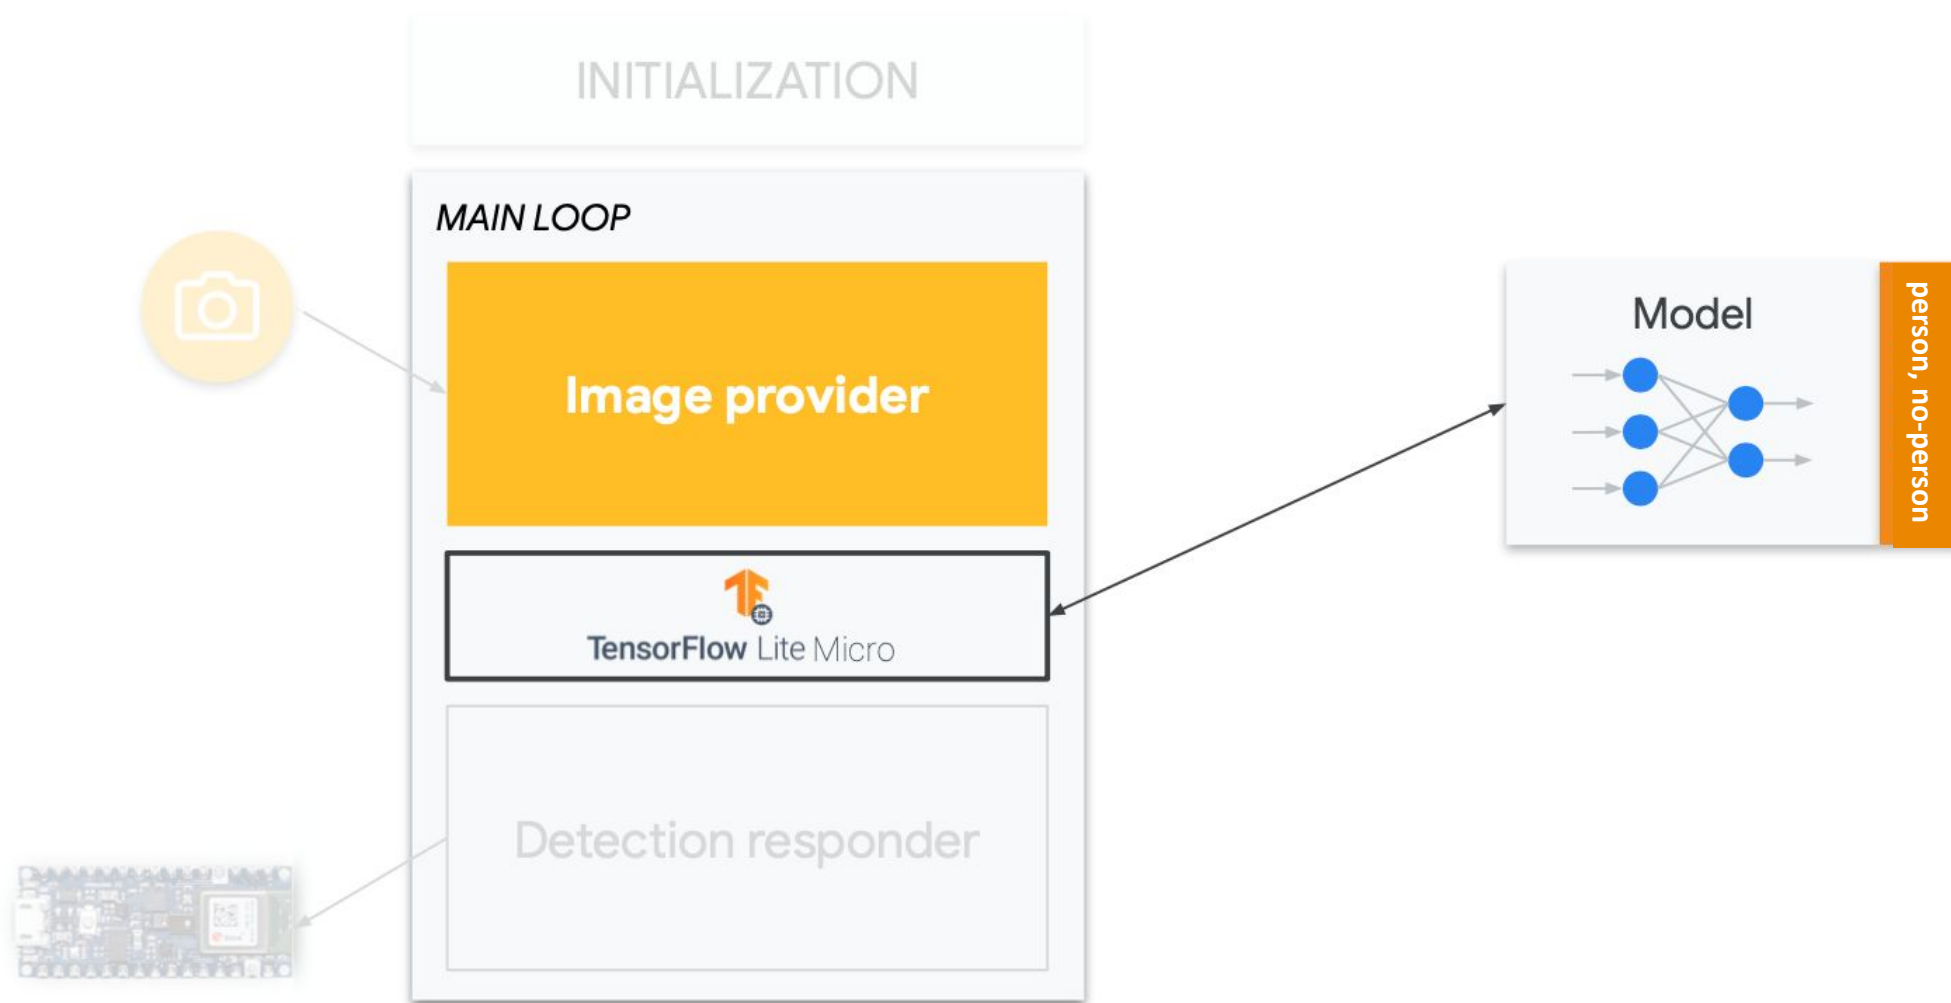 INITIALIZATION
MAIN LOOP
Image provider
TensorFlow Lite Micro
Detection responder
Model
person, no-person